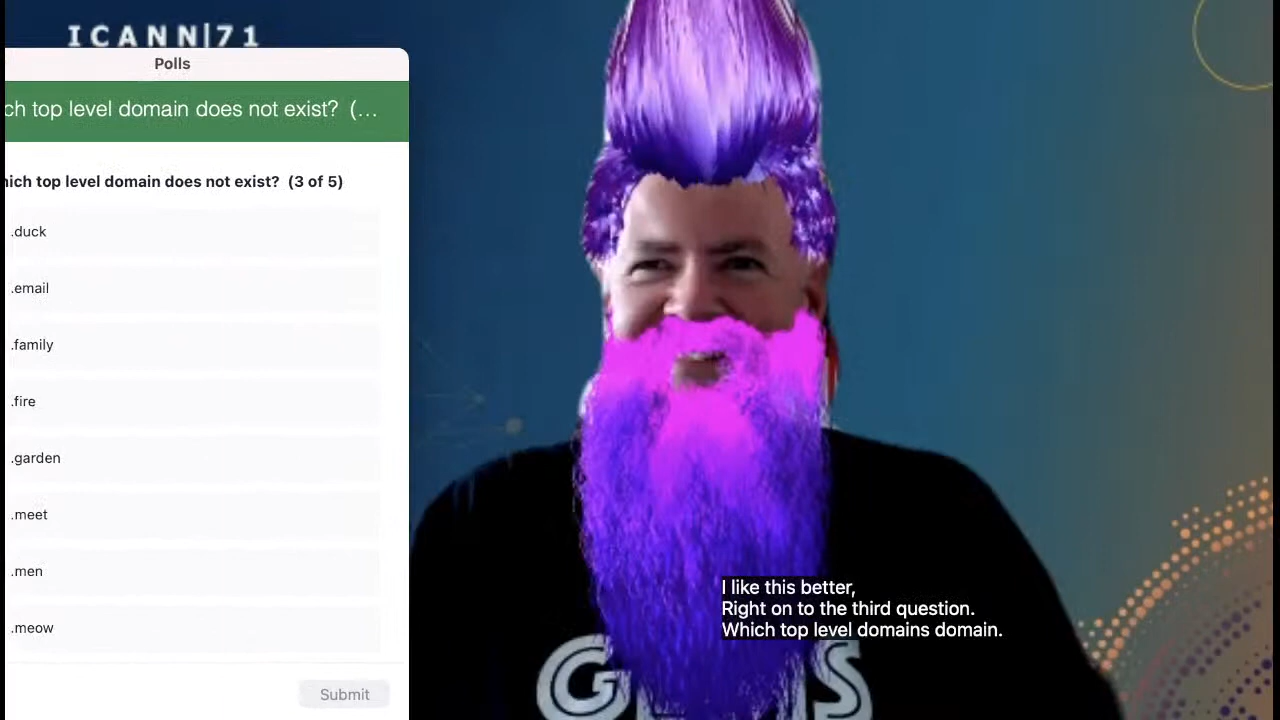 ICANN|71
Polls
ch top level domain does not exist? (...
ich top level domain does not exist? (3 of 5)
.duck
.email
.family
.fire
.garden
.meet
.men
.meow
Submit
I like this better,
Right on to the third question.
Which top level domains domain.